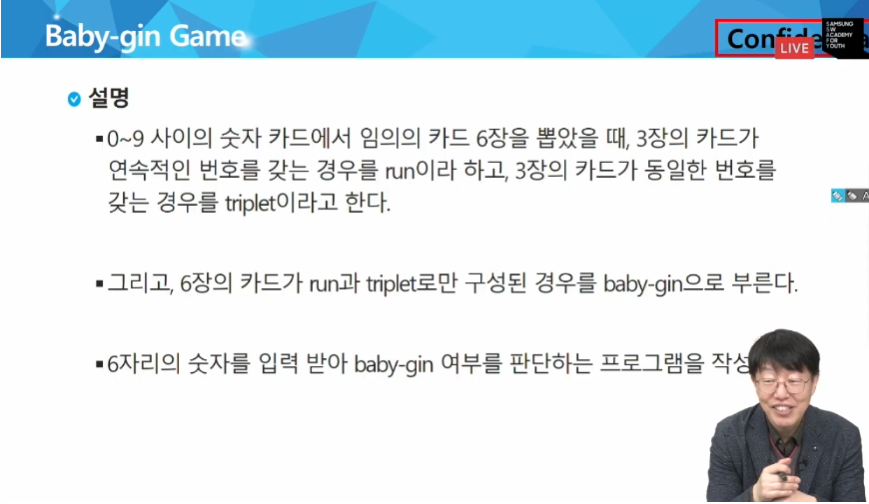 Baby-gin Game
LIVE
SAMSUNG
SW
ACADEMY
FOR
YOUTH
설명
0~9 사이의 숫자 카드에서 임의의 카드 6장을 뽑았을 때, 3장의 카드가
연속적인 번호를 갖는 경우를 run이라 하고, 3장의 카드가 동일한 번호를
갖는 경우를 triplet이라고 한다.
그리고, 6장의 카드가 run과 triplet로만 구성된 경우를 baby-gin으로 부른다.
6자리의 숫자를 입력 받아 baby-gin 여부를 판단하는 프로그램을 작성